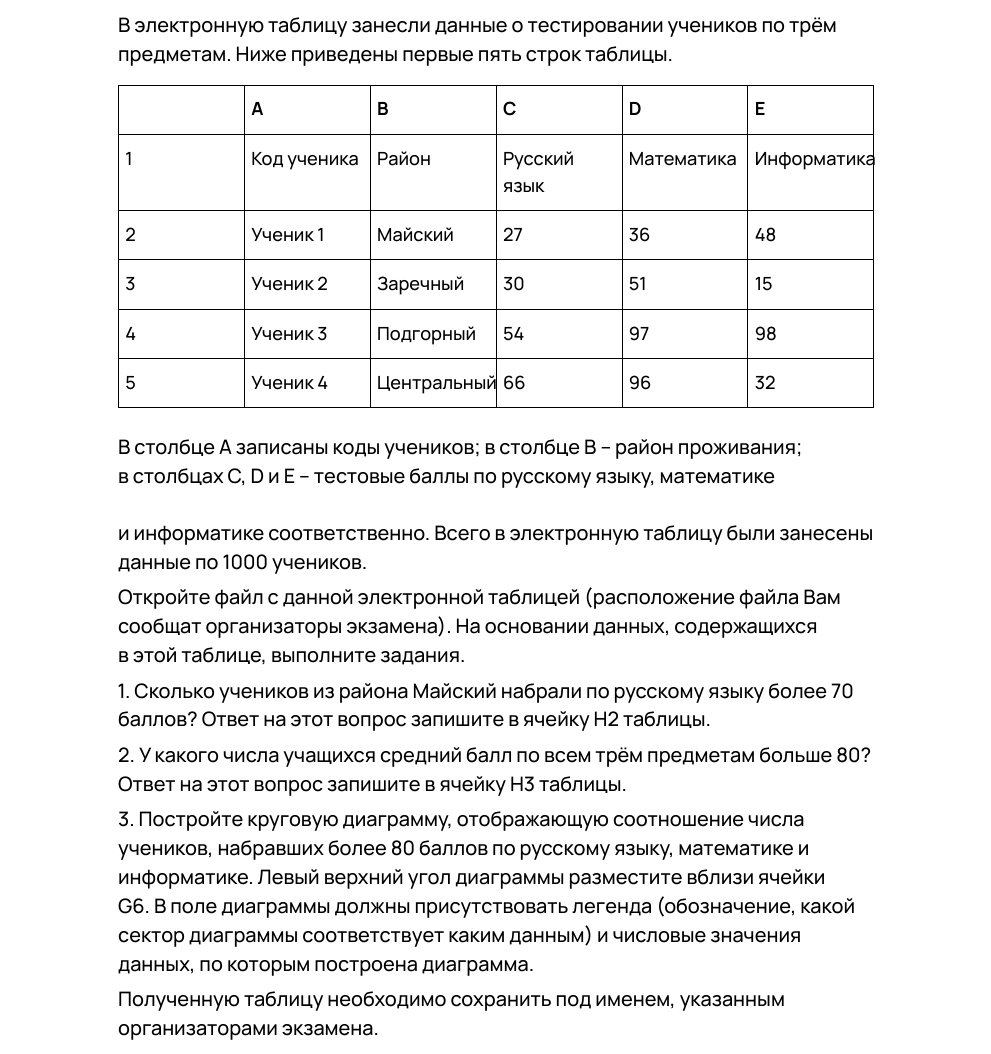 В электронную таблицу занесли данные о тестировании учеников по трём
предметам. Ниже приведены первые пять строк таблицы.
A B C D E
1 Код ученика Район Русский язык Математика Информатика
2 Ученик 1 Майский 27 36 48
3 Ученик 2 Заречный 30 51 15
4 Ученик 3 Подгорный 54 97 98
5 Ученик 4 Центральный 66 96 32
В столбце A записаны коды учеников; в столбце B – район проживания;
в столбцах C, D и E – тестовые баллы по русскому языку, математике
и информатике соответственно. Всего в электронную таблицу были занесены
данные по 1000 учеников.
Откройте файл с данной электронной таблицей (расположение файла Вам
сообщат организаторы экзамена). На основании данных, содержащихся
в этой таблице, выполните задания.
1. Сколько учеников из района Майский набрали по русскому языку более 70
баллов? Ответ на этот вопрос запишите в ячейку H2 таблицы.
2. У какого числа учащихся средний балл по всем трём предметам больше 80?
Ответ на этот вопрос запишите в ячейку H3 таблицы.
3. Постройте круговую диаграмму, отображающую соотношение числа
учеников, набравших более 80 баллов по русскому языку, математике и
информатике. Левый верхний угол диаграммы разместите вблизи ячейки
G6. В поле диаграммы должны присутствовать легенда (обозначение, какой
сектор диаграммы соответствует каким данным) и числовые значения
данных, по которым построена диаграмма.
Полученную таблицу необходимо сохранить под именем, указанным
организаторами экзамена.